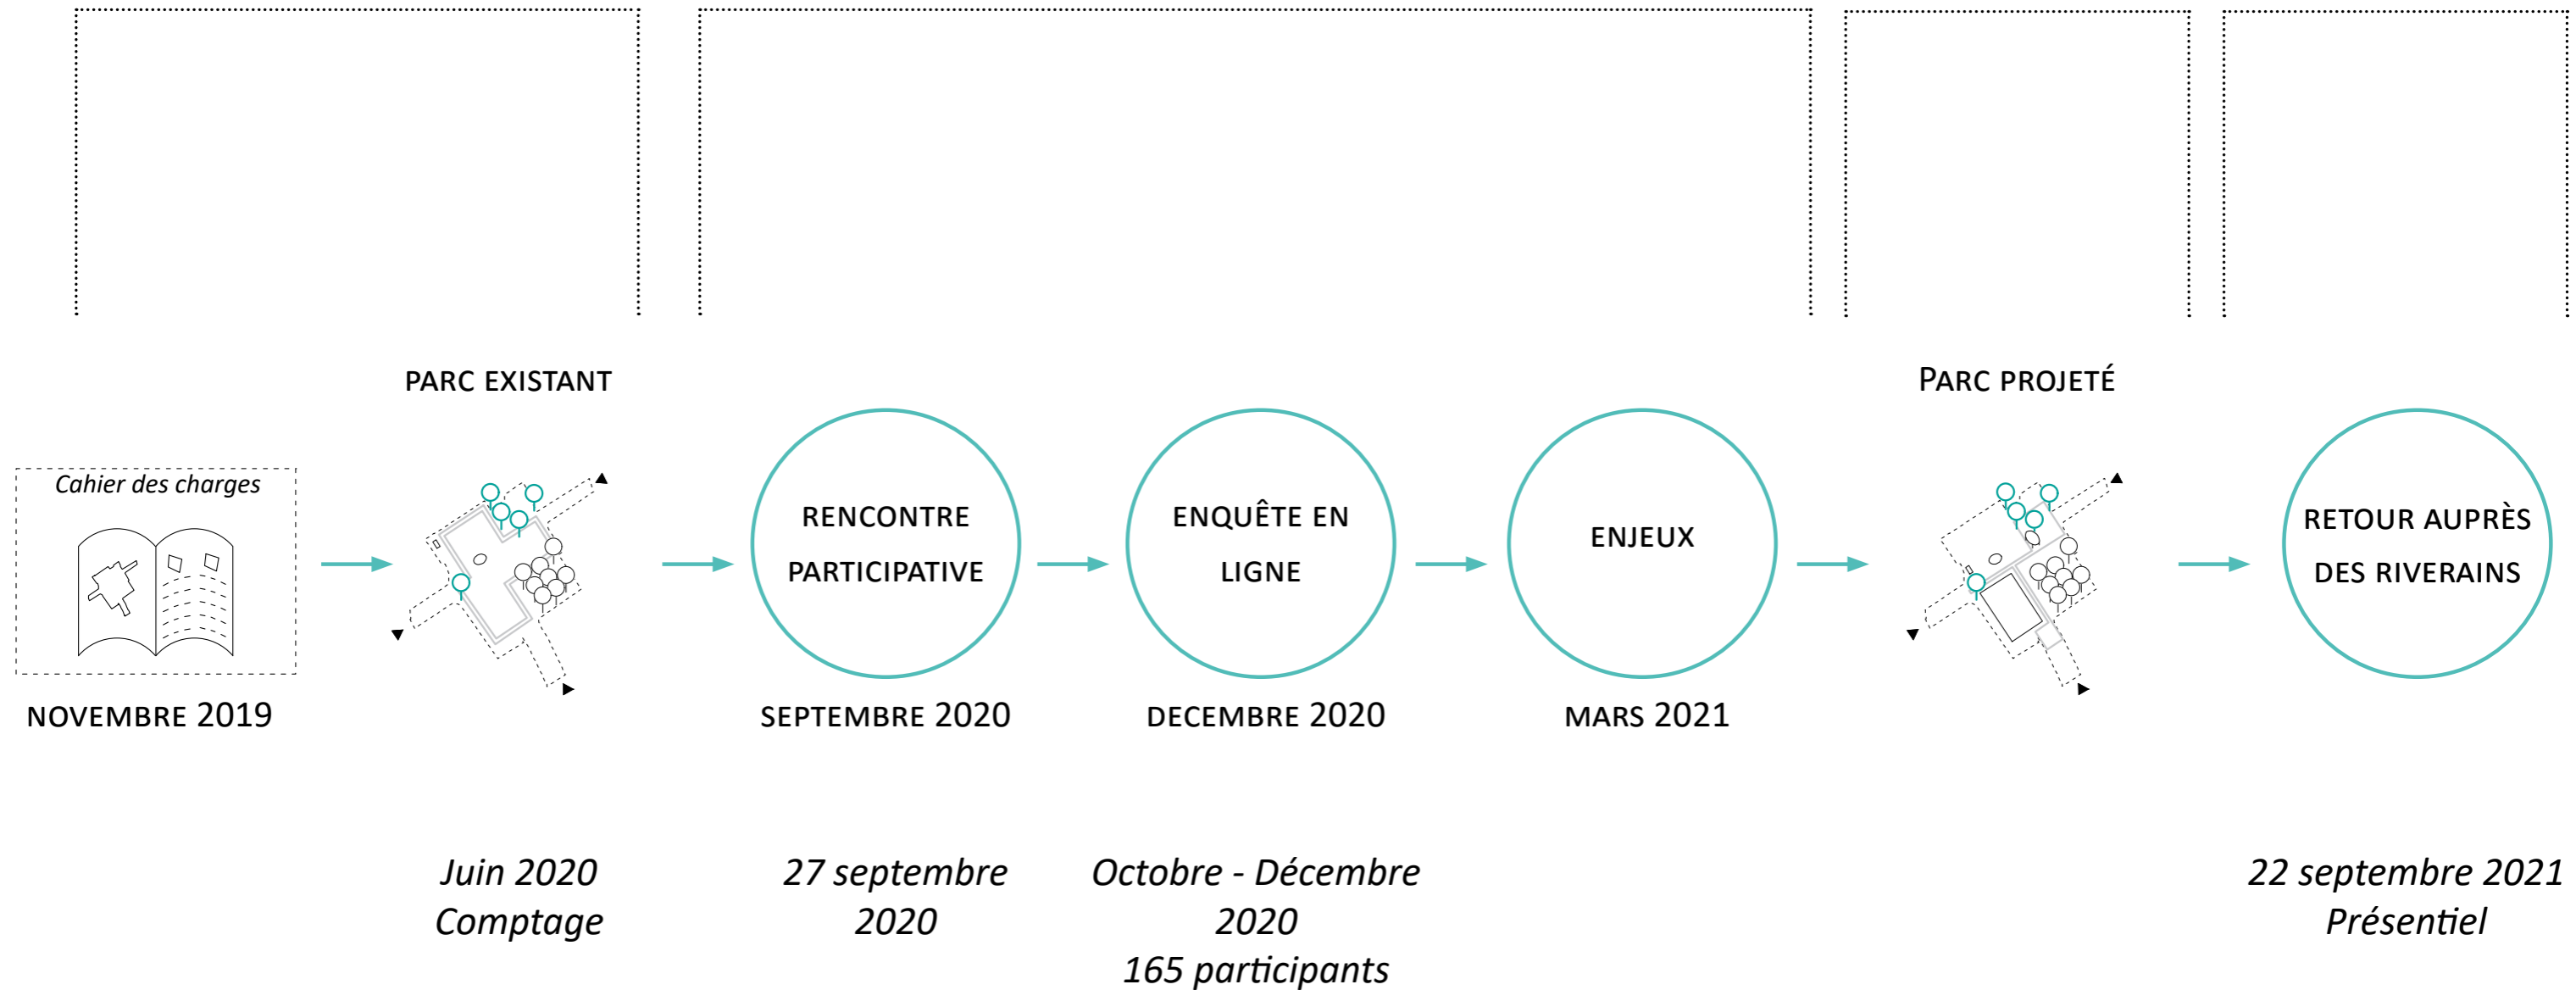 PARC EXISTANT
PARC PROJETÉ
Cahier des charges
RENCONTRE
PARTICIPATIVE
ENQUÊTE EN
LIGNE
ENJEUX
RETOUR AUPRÈS
DES RIVERAINS
NOVEMBRE 2019
SEPTEMBRE 2020
DECEMBRE 2020
MARS 2021
Juin 2020
Comptage
27 septembre
2020
Octobre - Décembre
2020
165 participants
22 septembre 2021
Présentiel